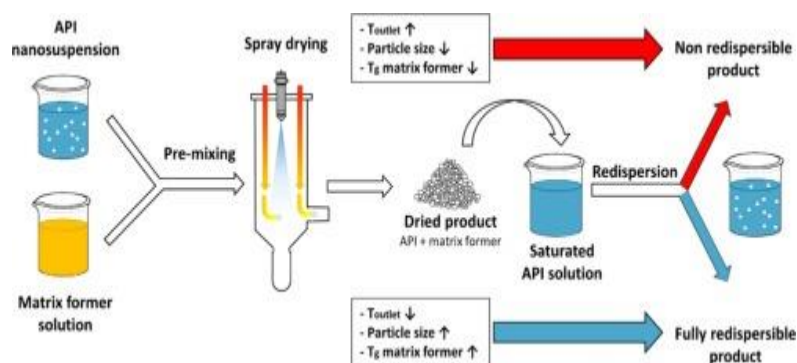 API
nanosuspension
Matrix former
solution
Pre-mixing
Spray drying
- Toutlet ↑
- Particle size ↓
- Tg matrix former ↓
Non redispersible
product
Dried product
API + matrix former
Saturated
API solution
Redispersion
- Toutlet ↓
- Particle size ↑
- Tg matrix former ↑
Fully redispersible
product